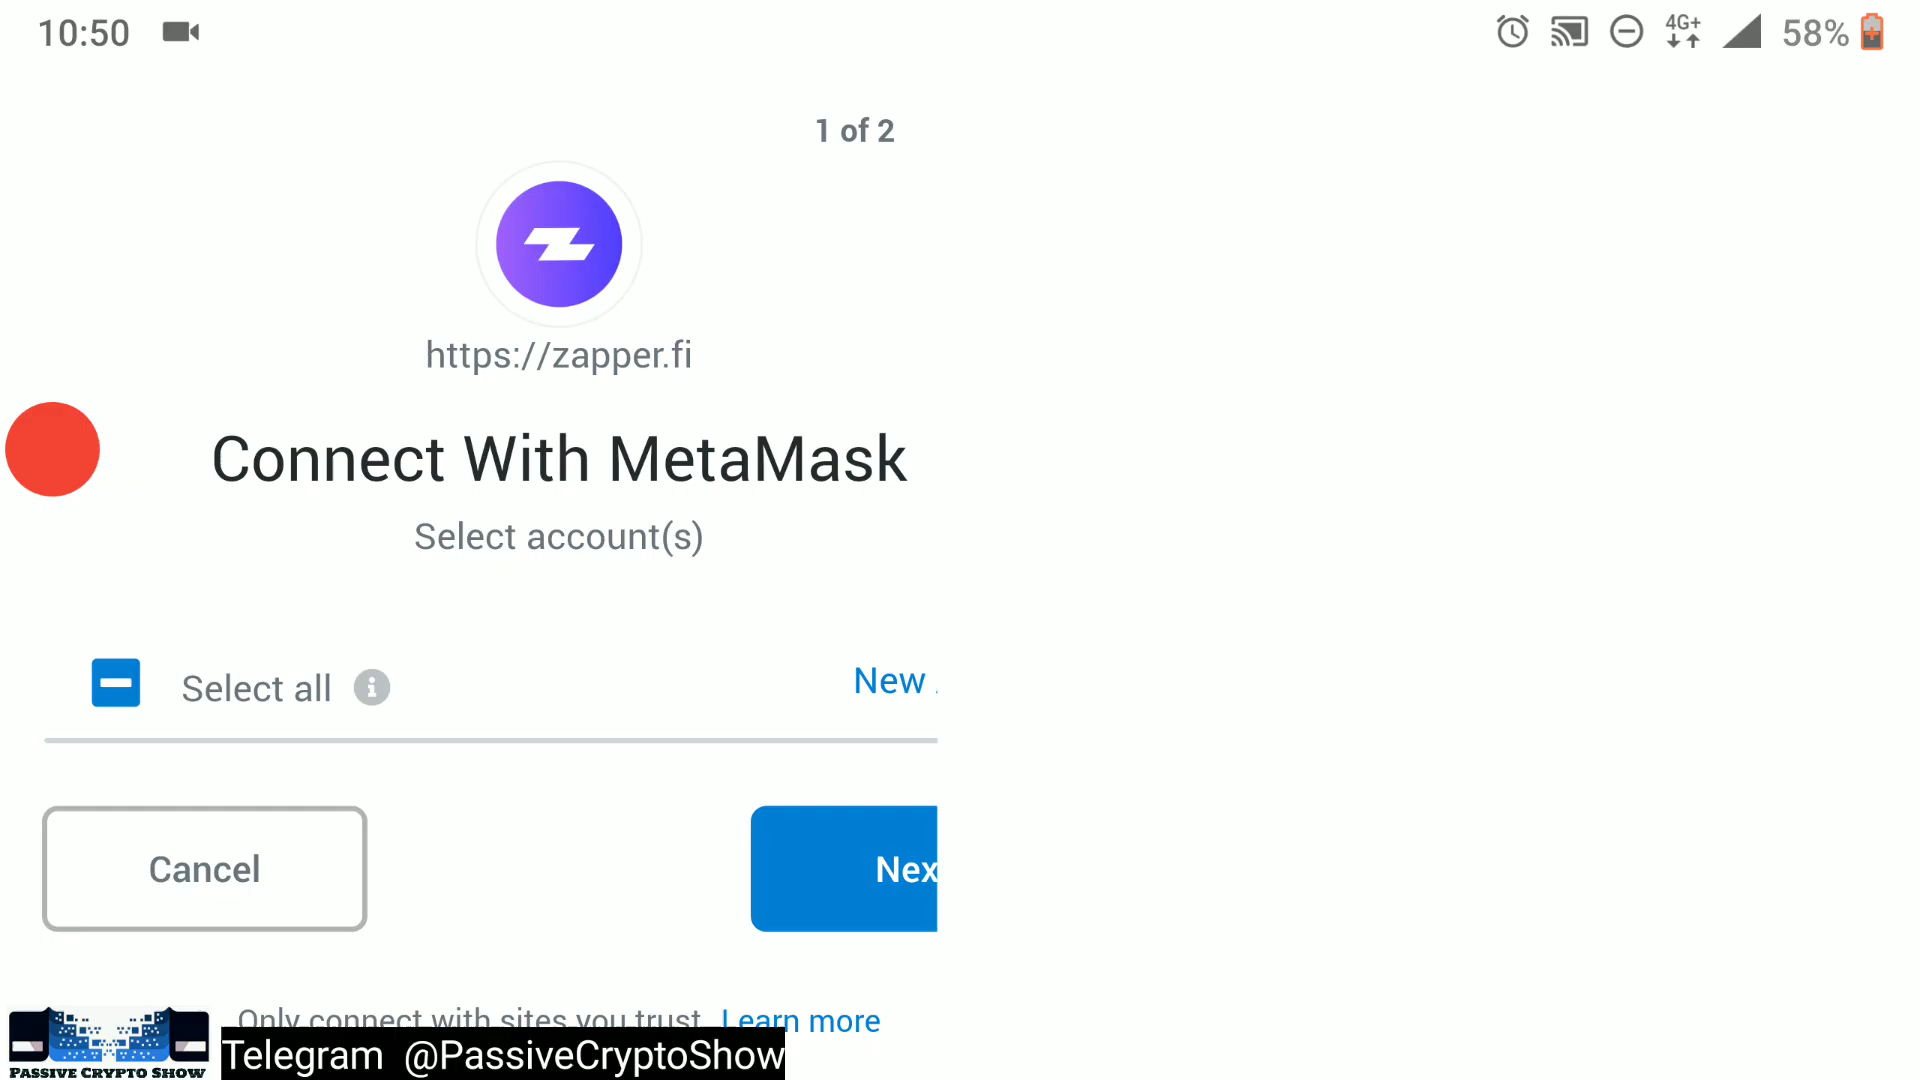 10:50
4G+
58%
1 of 2
https://zapper.fi
Connect With MetaMask
Select account(s)
Select all
New
Cancel
Nex
Only connect with sites you trust. Learn more
Telegram @PassiveCryptoShow
PASSIVE CRYPTO SHOW